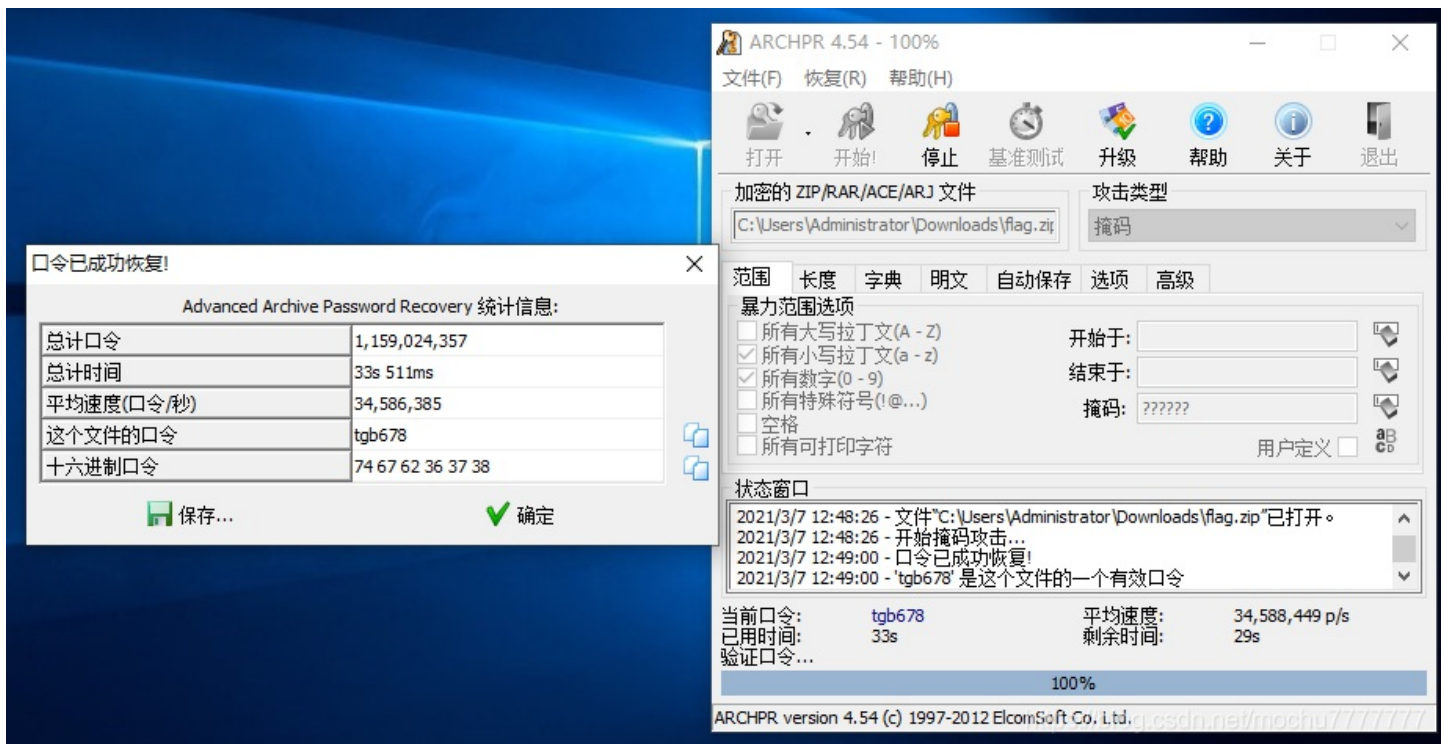 ARCHPR 4.54 - 100%
文件(F) 恢复(R) 帮助(H)
打开 开始! 停止 基准测试 升级 帮助 关于 退出
加密的 ZIP/RAR/ACE/ARJ 文件
C:\Users\Administrator\Downloads\flag.zip
攻击类型
掩码
范围 长度 字典 明文 自动保存 选项 高级
暴力范围选项
所有大写拉丁文(A - Z)
所有小写拉丁文(a - z)
所有数字(0 - 9)
所有特殊符号(!@...)
空格
所有可打印字符
开始于:
结束于:
掩码: ??????
用户定义
状态窗口
2021/3/7 12:48:26 - 文件"C:\Users\Administrator\Downloads\flag.zip"已打开。
2021/3/7 12:48:26 - 开始掩码攻击...
2021/3/7 12:49:00 - 口令已成功恢复!
2021/3/7 12:49:00 - 'tgb678' 是这个文件的一个有效口令
当前口令: tgb678 平均速度: 34,588,449 p/s
已用时间: 33s 剩余时间: 29s
验证口令...
100%
ARCHPR version 4.54 (c) 1997-2012 ElcomSoft Co. Ltd.
口令已成功恢复!
Advanced Archive Password Recovery 统计信息:
总计口令 1,159,024,357
总计时间 33s 511ms
平均速度(口令/秒) 34,586,385
这个文件的口令 tgb678
十六进制口令 74 67 62 36 37 38
保存... 确定
https://blog.csdn.net/mochu7777777